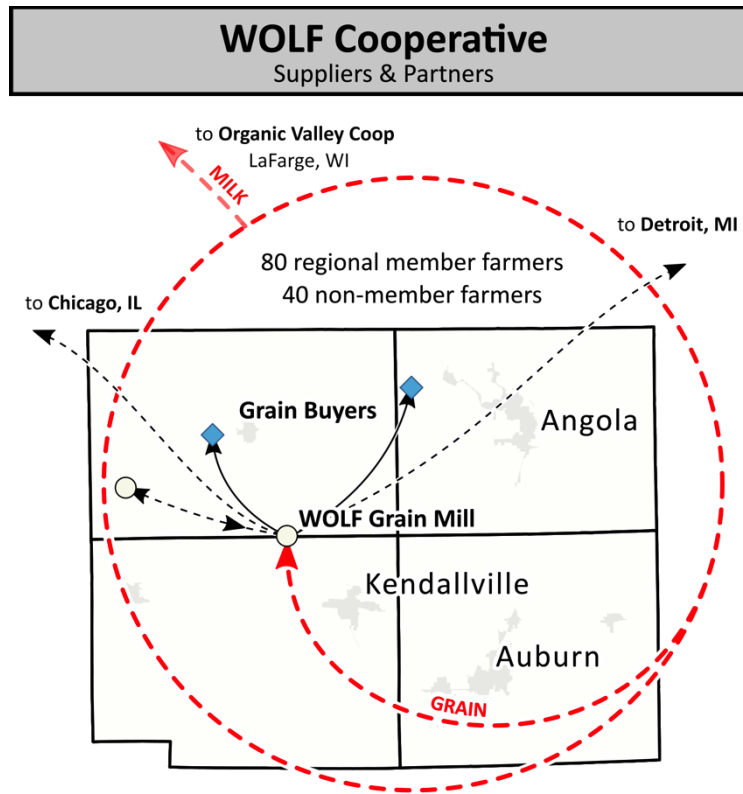 WOLF Cooperative
Suppliers & Partners
to Organic Valley Coop
LaFarge, WI
MILK
to Detroit, MI
80 regional member farmers
40 non-member farmers
to Chicago, IL
Grain Buyers
Angola
WOLF Grain Mill
Kendallville
Auburn
GRAIN